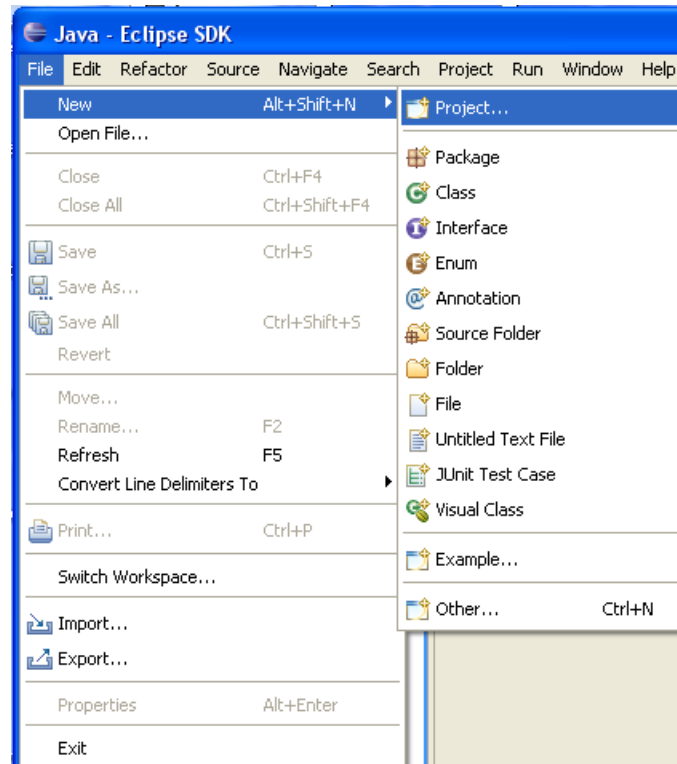 Java - Eclipse SDK
File Edit Refactor Source Navigate Search Project Run Window Help
New Alt+Shift+N
Open File...
Close Ctrl+F4
Close All Ctrl+Shift+F4
Save Ctrl+S
Save As...
Save All Ctrl+Shift+S
Revert
Move...
Rename... F2
Refresh F5
Convert Line Delimiters To
Print... Ctrl+P
Switch Workspace...
Import...
Export...
Properties Alt+Enter
Exit
Project...
Package
Class
Interface
Enum
Annotation
Source Folder
Folder
File
Untitled Text File
JUnit Test Case
Visual Class
Example...
Other... Ctrl+N